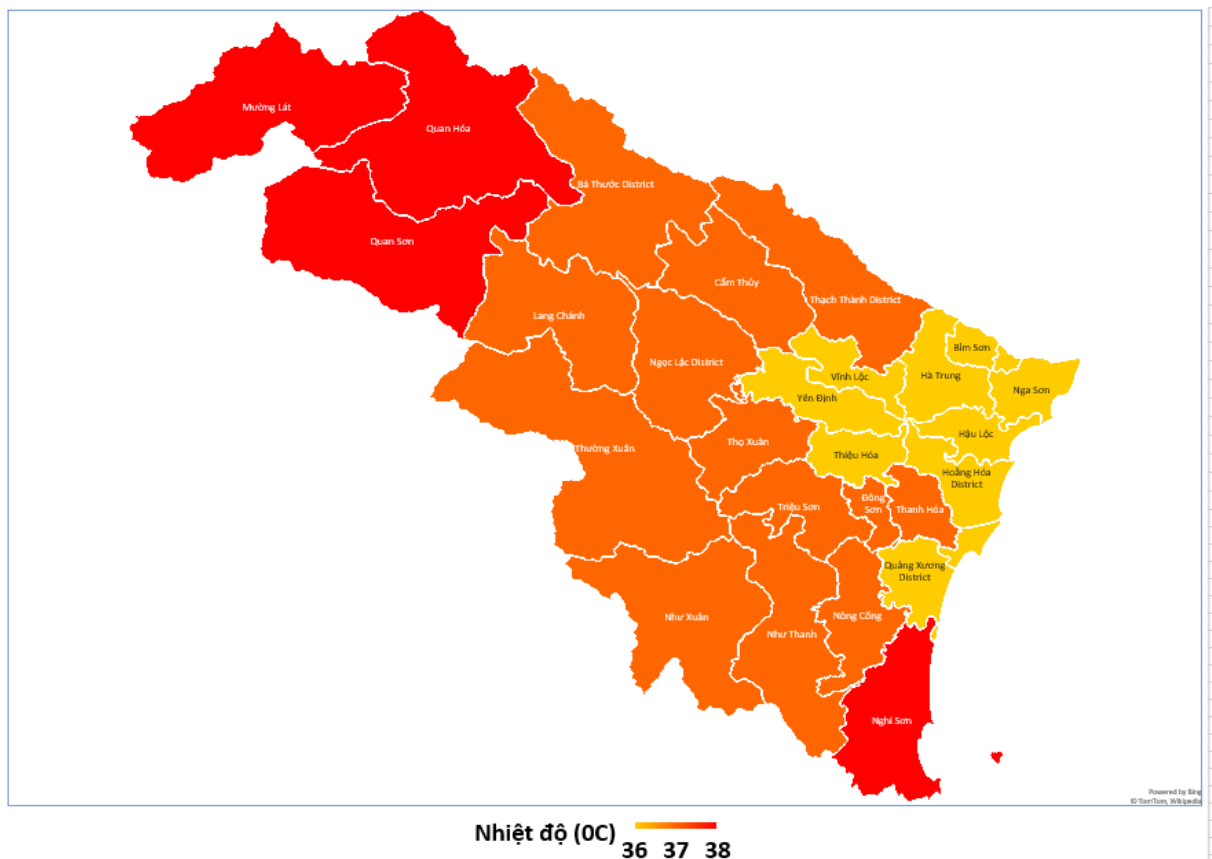 Mường Lát
Quan Hóa
Bá Thước District
Quan Sơn
Cẩm Thủy
Thạch Thành District
Lang Chánh
Bỉm Sơn
Ngọc Lặc District
Vĩnh Lộc
Hà Trung
Nga Sơn
Yên Định
Hậu Lộc
Thọ Xuân
Thường Xuân
Thiệu Hóa
Hoằng Hóa
District
Đông
Sơn
Triệu Sơn
Thanh Hóa
Quảng Xương
District
Như Xuân
Nông Cống
Như Thanh
Nghi Sơn
Powered by Bing
© TomTom, Wikipedia
Nhiệt độ (0C)
36 37 38